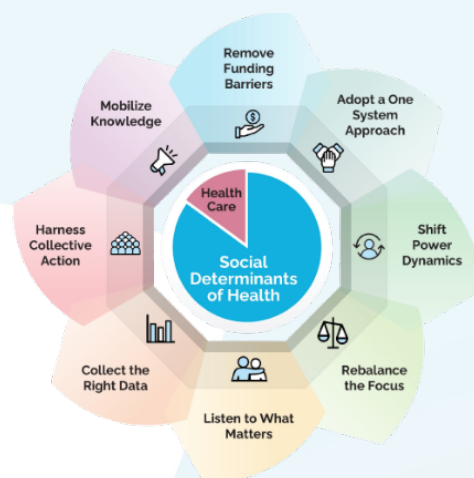 Remove
Funding
Barriers
Adopt a One
System
Approach
Shift
Power
Dynamics
Rebalance
the Focus
Listen to What
Matters
Collect the
Right Data
Harness
Collective
Action
Mobilize
Knowledge
Health
Care
Social
Determinants
of Health
$